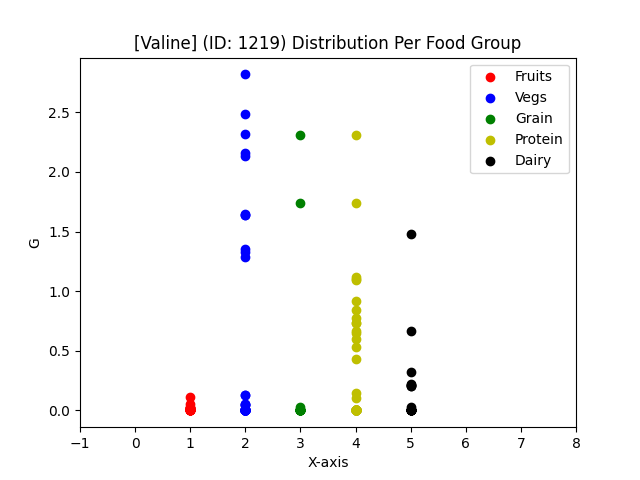 [Valine] (ID: 1219) Distribution Per Food Group
Fruits
Vegs
Grain
Protein
Dairy
2.5
2.0
1.5
1.0
0.5
0.0
G
−1 0 1 2 3 4 5 6 7 8
X-axis